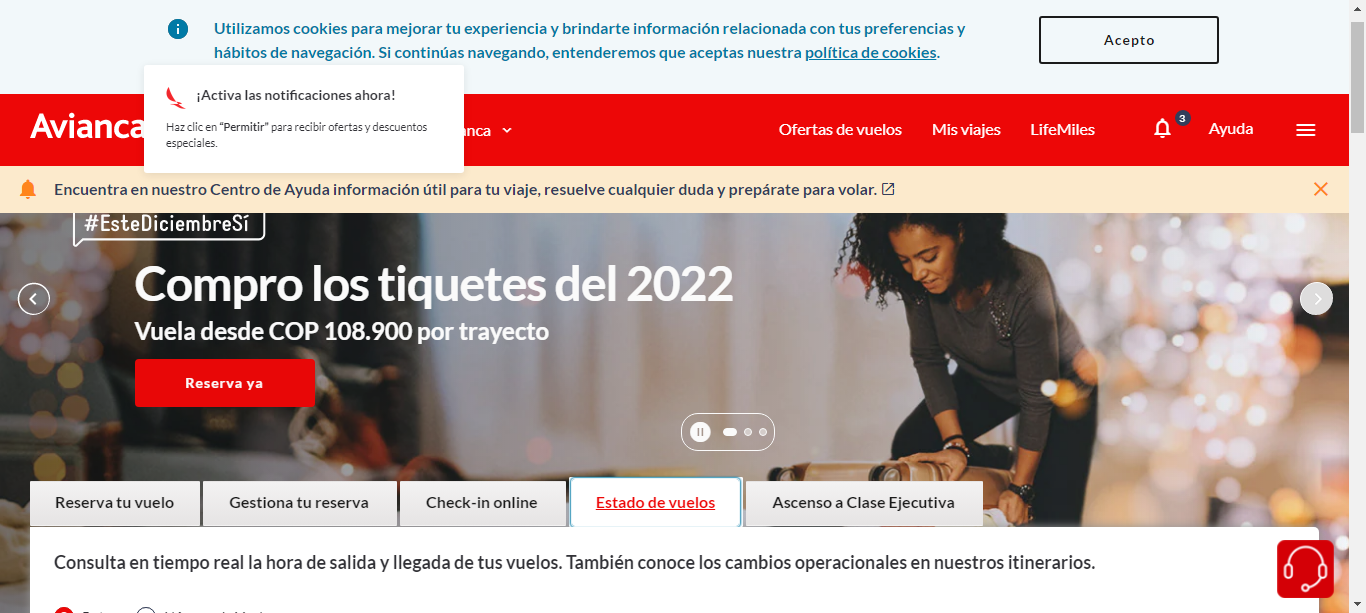 Utilizamos cookies para mejorar tu experiencia y brindarte información relacionada con tus preferencias y
hábitos de navegación. Si continúas navegando, entenderemos que aceptas nuestra política de cookies.
Acepto
¡Activa las notificaciones ahora!
Haz clic en “Permitir” para recibir ofertas y descuentos
especiales.
Avianca
Ofertas de vuelos
Mis viajes
LifeMiles
3
Ayuda
Encuentra en nuestro Centro de Ayuda información útil para tu viaje, resuelve cualquier duda y prepárate para volar.
#EsteDiciembreSí
Compro los tiquetes del 2022
Vuela desde COP 108.900 por trayecto
Reserva ya
Reserva tu vuelo
Gestiona tu reserva
Check-in online
Estado de vuelos
Ascenso a Clase Ejecutiva
Consulta en tiempo real la hora de salida y llegada de tus vuelos. También conoce los cambios operacionales en nuestros itinerarios.